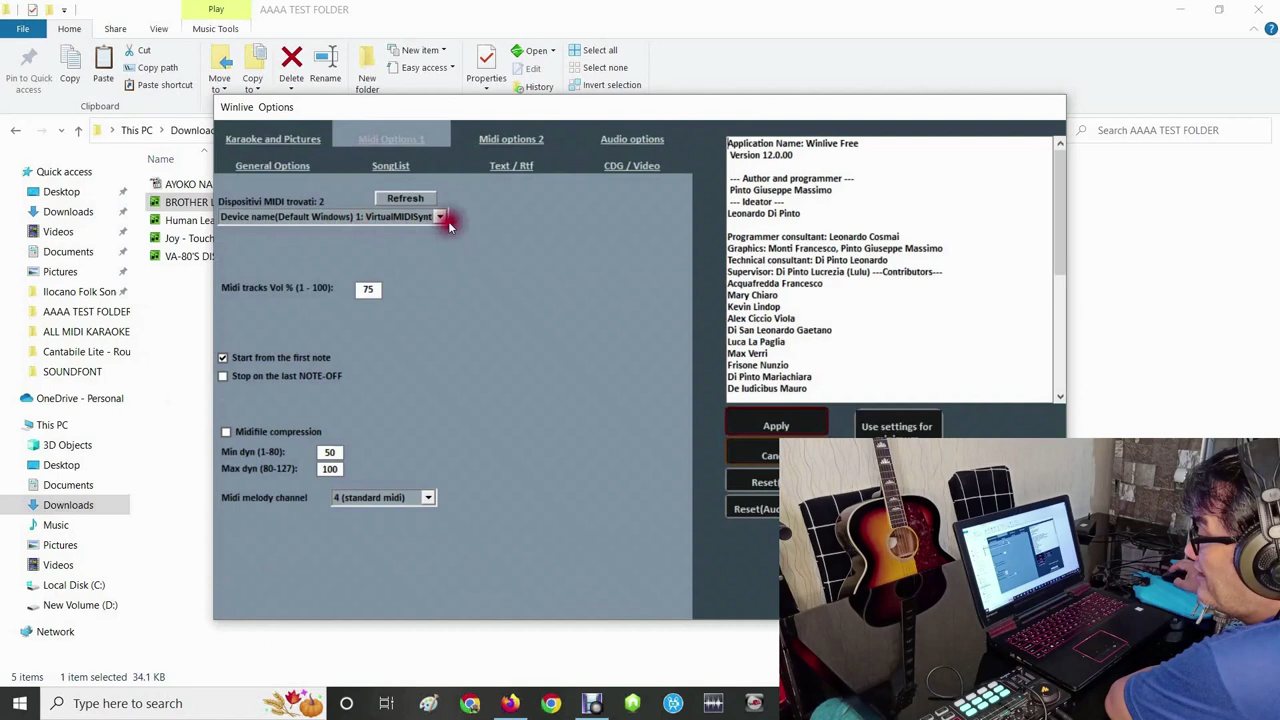 Play
AAAA TEST FOLDER
File
Home
Share
View
Music Tools
Pin to Quick access
Copy
Paste
Cut
Copy path
Paste shortcut
Clipboard
Move to
Copy to
Delete
Rename
New folder
New item
Easy access
Properties
Open
Edit
History
Select all
Select none
Invert selection
This PC
Search AAAA TEST FOLDER
Name
Quick access
Desktop
Downloads
Videos
Documents
Pictures
Ilocano Folk Son
AAAA TEST FOLDER
ALL MIDI KARAOKE
Cantabile Lite - Rou
SOUNDFONT
OneDrive - Personal
This PC
3D Objects
Desktop
Documents
Downloads
Music
Pictures
Videos
Local Disk (C:)
New Volume (D:)
Network
AYOKO NA
BROTHER L
Human Lea
Joy - Touch
VA-80'S DIS
Winlive Options
Karaoke and Pictures
Midi Options 1
Midi options 2
Audio options
General Options
SongList
Text / Rtf
CDG / Video
Dispositivi MIDI trovati: 2
Refresh
Device name(Default Windows) 1: VirtualMIDISynt
Midi tracks Vol % (1 - 100):
75
Start from the first note
Stop on the last NOTE-OFF
Midifile compression
Min dyn (1-80):
50
Max dyn (80-127):
100
Midi melody channel
4 (standard midi)
Application Name: Winlive Free
Version 12.0.00
--- Author and programmer ---
Pinto Giuseppe Massimo
--- Ideator ---
Leonardo Di Pinto
Programmer consultant: Leonardo Cosmai
Graphics: Monti Francesco, Pinto Giuseppe Massimo
Technical consultant: Di Pinto Leonardo
Supervisor: Di Pinto Lucrezia (Lulu) ---Contributors---
Acquafredda Francesco
Mary Chiaro
Kevin Lindop
Alex Ciccio Viola
Di San Leonardo Gaetano
Luca La Paglia
Max Verri
Frisone Nunzio
Di Pinto Mariachiara
De Iudicibus Mauro
Apply
Use settings for
Canc
Reset(
Reset(Au
5 items
1 item selected 34.1 KB
Type here to search